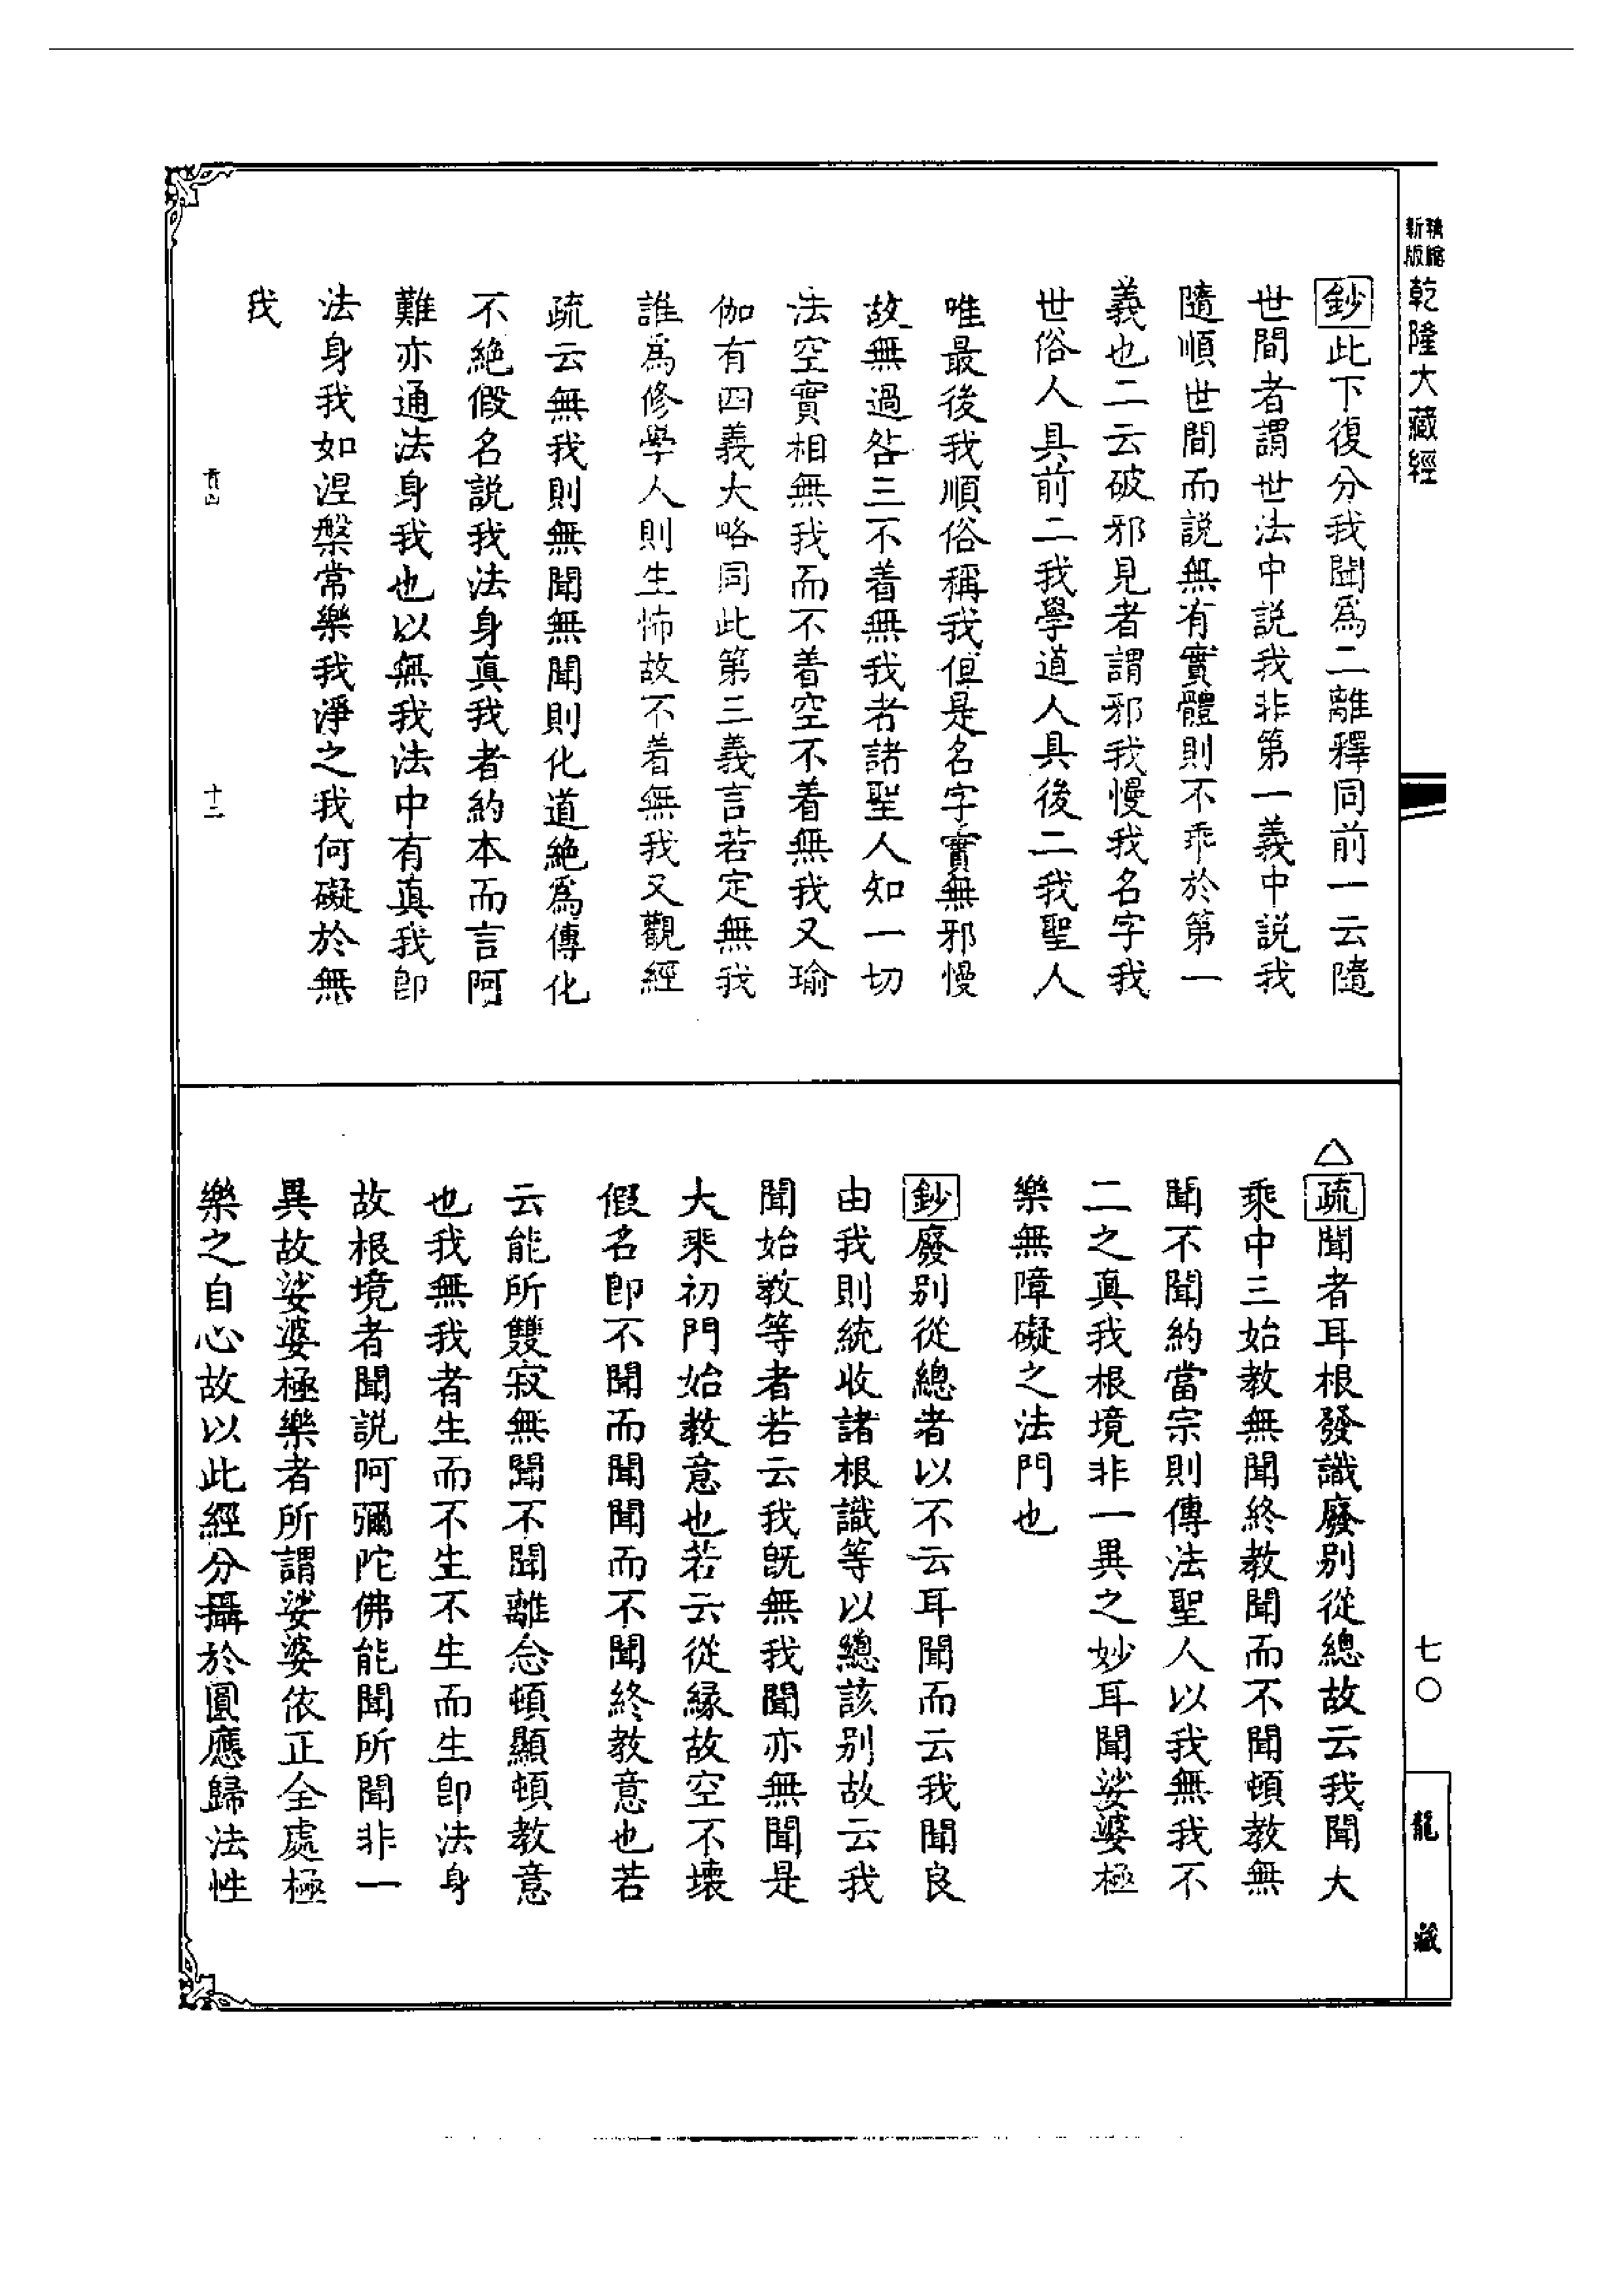 乾隆大藏經
鈔此下復分我聞爲二離釋同前一云隨
世間者謂世法中説我非第一義中説我
隨順世間而説無有實體則不乖於第一
義也二云破邪見者謂邪我慢我名字我
世俗人具前二我學道人具後二我聖人
唯最後我順俗稱我但是名字實無邪慢
故無過咎三不着無我者諸聖人知一切
法空實相無我而不着空不着無我又瑜
伽有四義大略同此第三義言若定無我
誰爲修學人則生怖故不着無我又觀經
疏云無我則無聞無聞則化道絶爲傳化
不絶假名説我法身真我者約本而言阿
難亦通法身我也以無我法中有真我卽
法身我如涅槃常樂我淨之我何礙於無
我
十二
△疏聞者耳根發識廢别從總故云我聞大
乘中三始教無聞終教聞而不聞頓教無
聞不聞約當宗則傳法聖人以我無我不
二之真我根境非一異之妙耳聞娑婆極
樂無障礙之法門也
鈔廢别從總者以不云耳聞而云我聞良
由我則統收諸根識等以總該别故云我
聞始教等者若云我既無我聞亦無聞是
大乘初門始教意也若云從緣故空不壞
假名卽不聞而聞聞而不聞終教意也若
云能所雙寂無聞不聞離念頓顯頓教意
也我無我者生而不生不生而生卽法身
故根境者聞説阿彌陀佛能聞所聞非一
異故娑婆極樂者所謂娑婆依正全處極
樂之自心故以此經分攝於圓應歸法性
七〇
龍藏